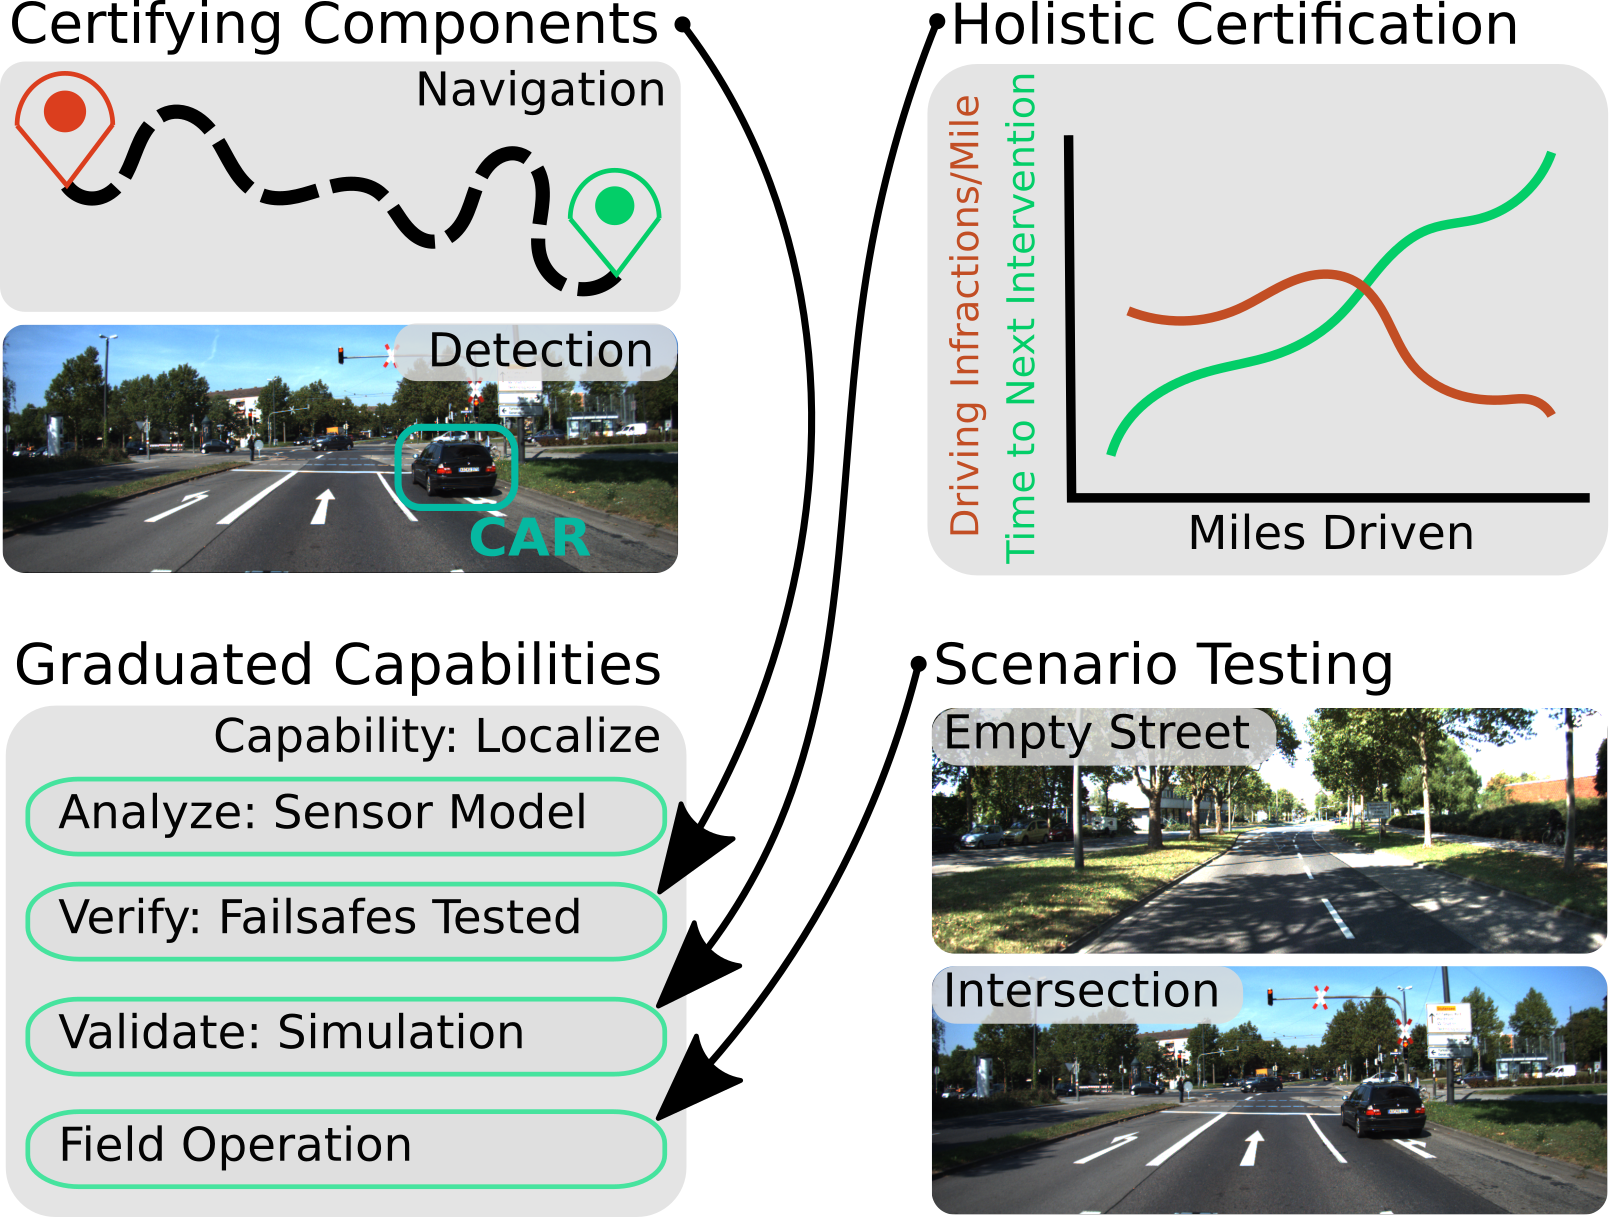 Certifying Components
Navigation
Detection
CAR
Holistic Certification
Driving Infractions/Mile
Time to Next Intervention
Miles Driven
Graduated Capabilities
Capability: Localize
Analyze: Sensor Model
Verify: Failsafes Tested
Validate: Simulation
Field Operation
Scenario Testing
Empty Street
Intersection